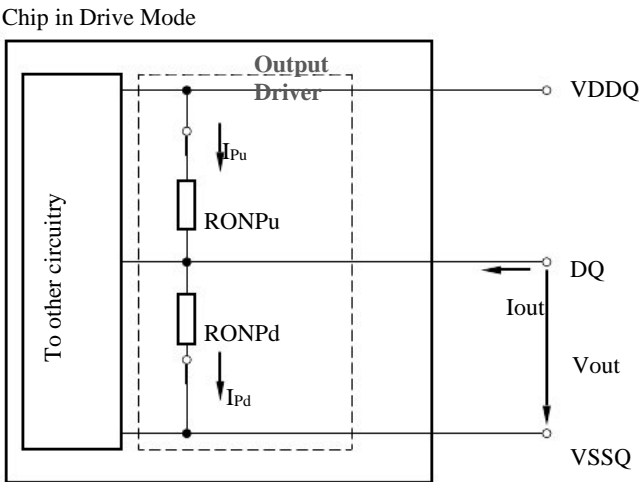 Chip in Drive Mode
Output
Driver
VDDQ
IPu
RONPu
To other circuitry
DQ
Iout
RONPd
Vout
IPd
VSSQ